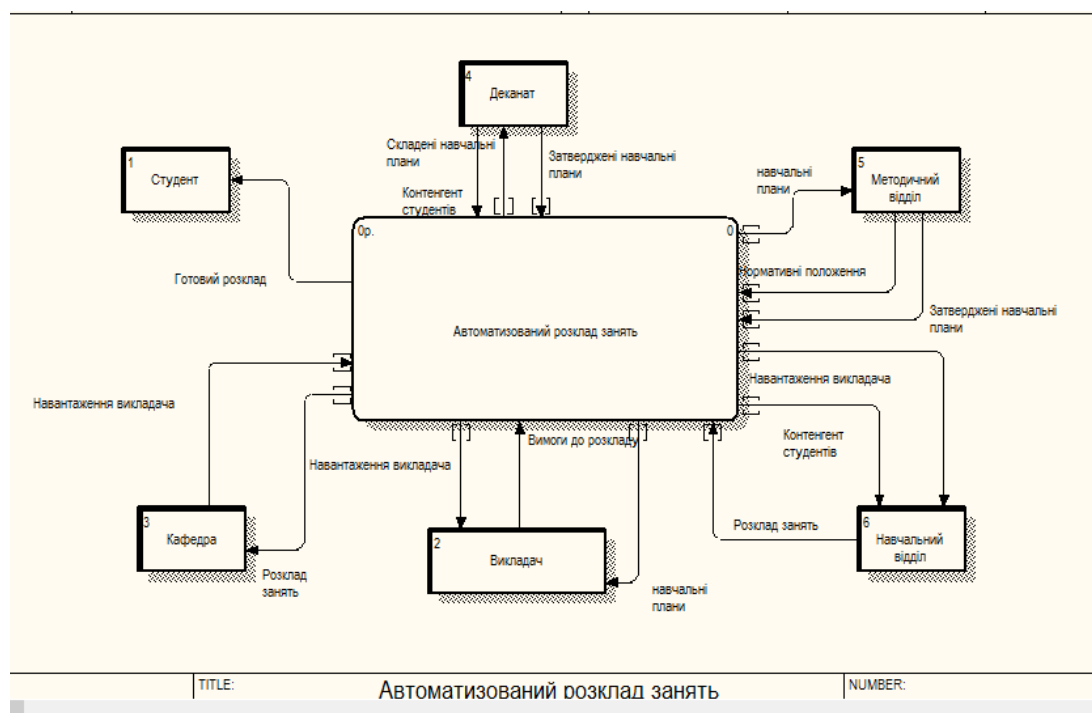 4
Деканат
Складені навчальні
плани
Затверджені навчальні
плани
Контенгент
студентів
1
Студент
5
Методичний
відділ
навчальні
плани
0р.
0
Готовий розклад
Нормативні положення
Затверджені навчальні
плани
Автоматизований розклад занять
Навантаження викладача
Навантаження викладача
Вимоги до розкладу
Контенгент
студентів
Навантаження викладача
3
Кафедра
Розклад
занять
2
Викладач
навчальні
плани
Розклад занять
6
Навчальний
відділ
TITLE:
Автоматизований розклад занять
NUMBER: